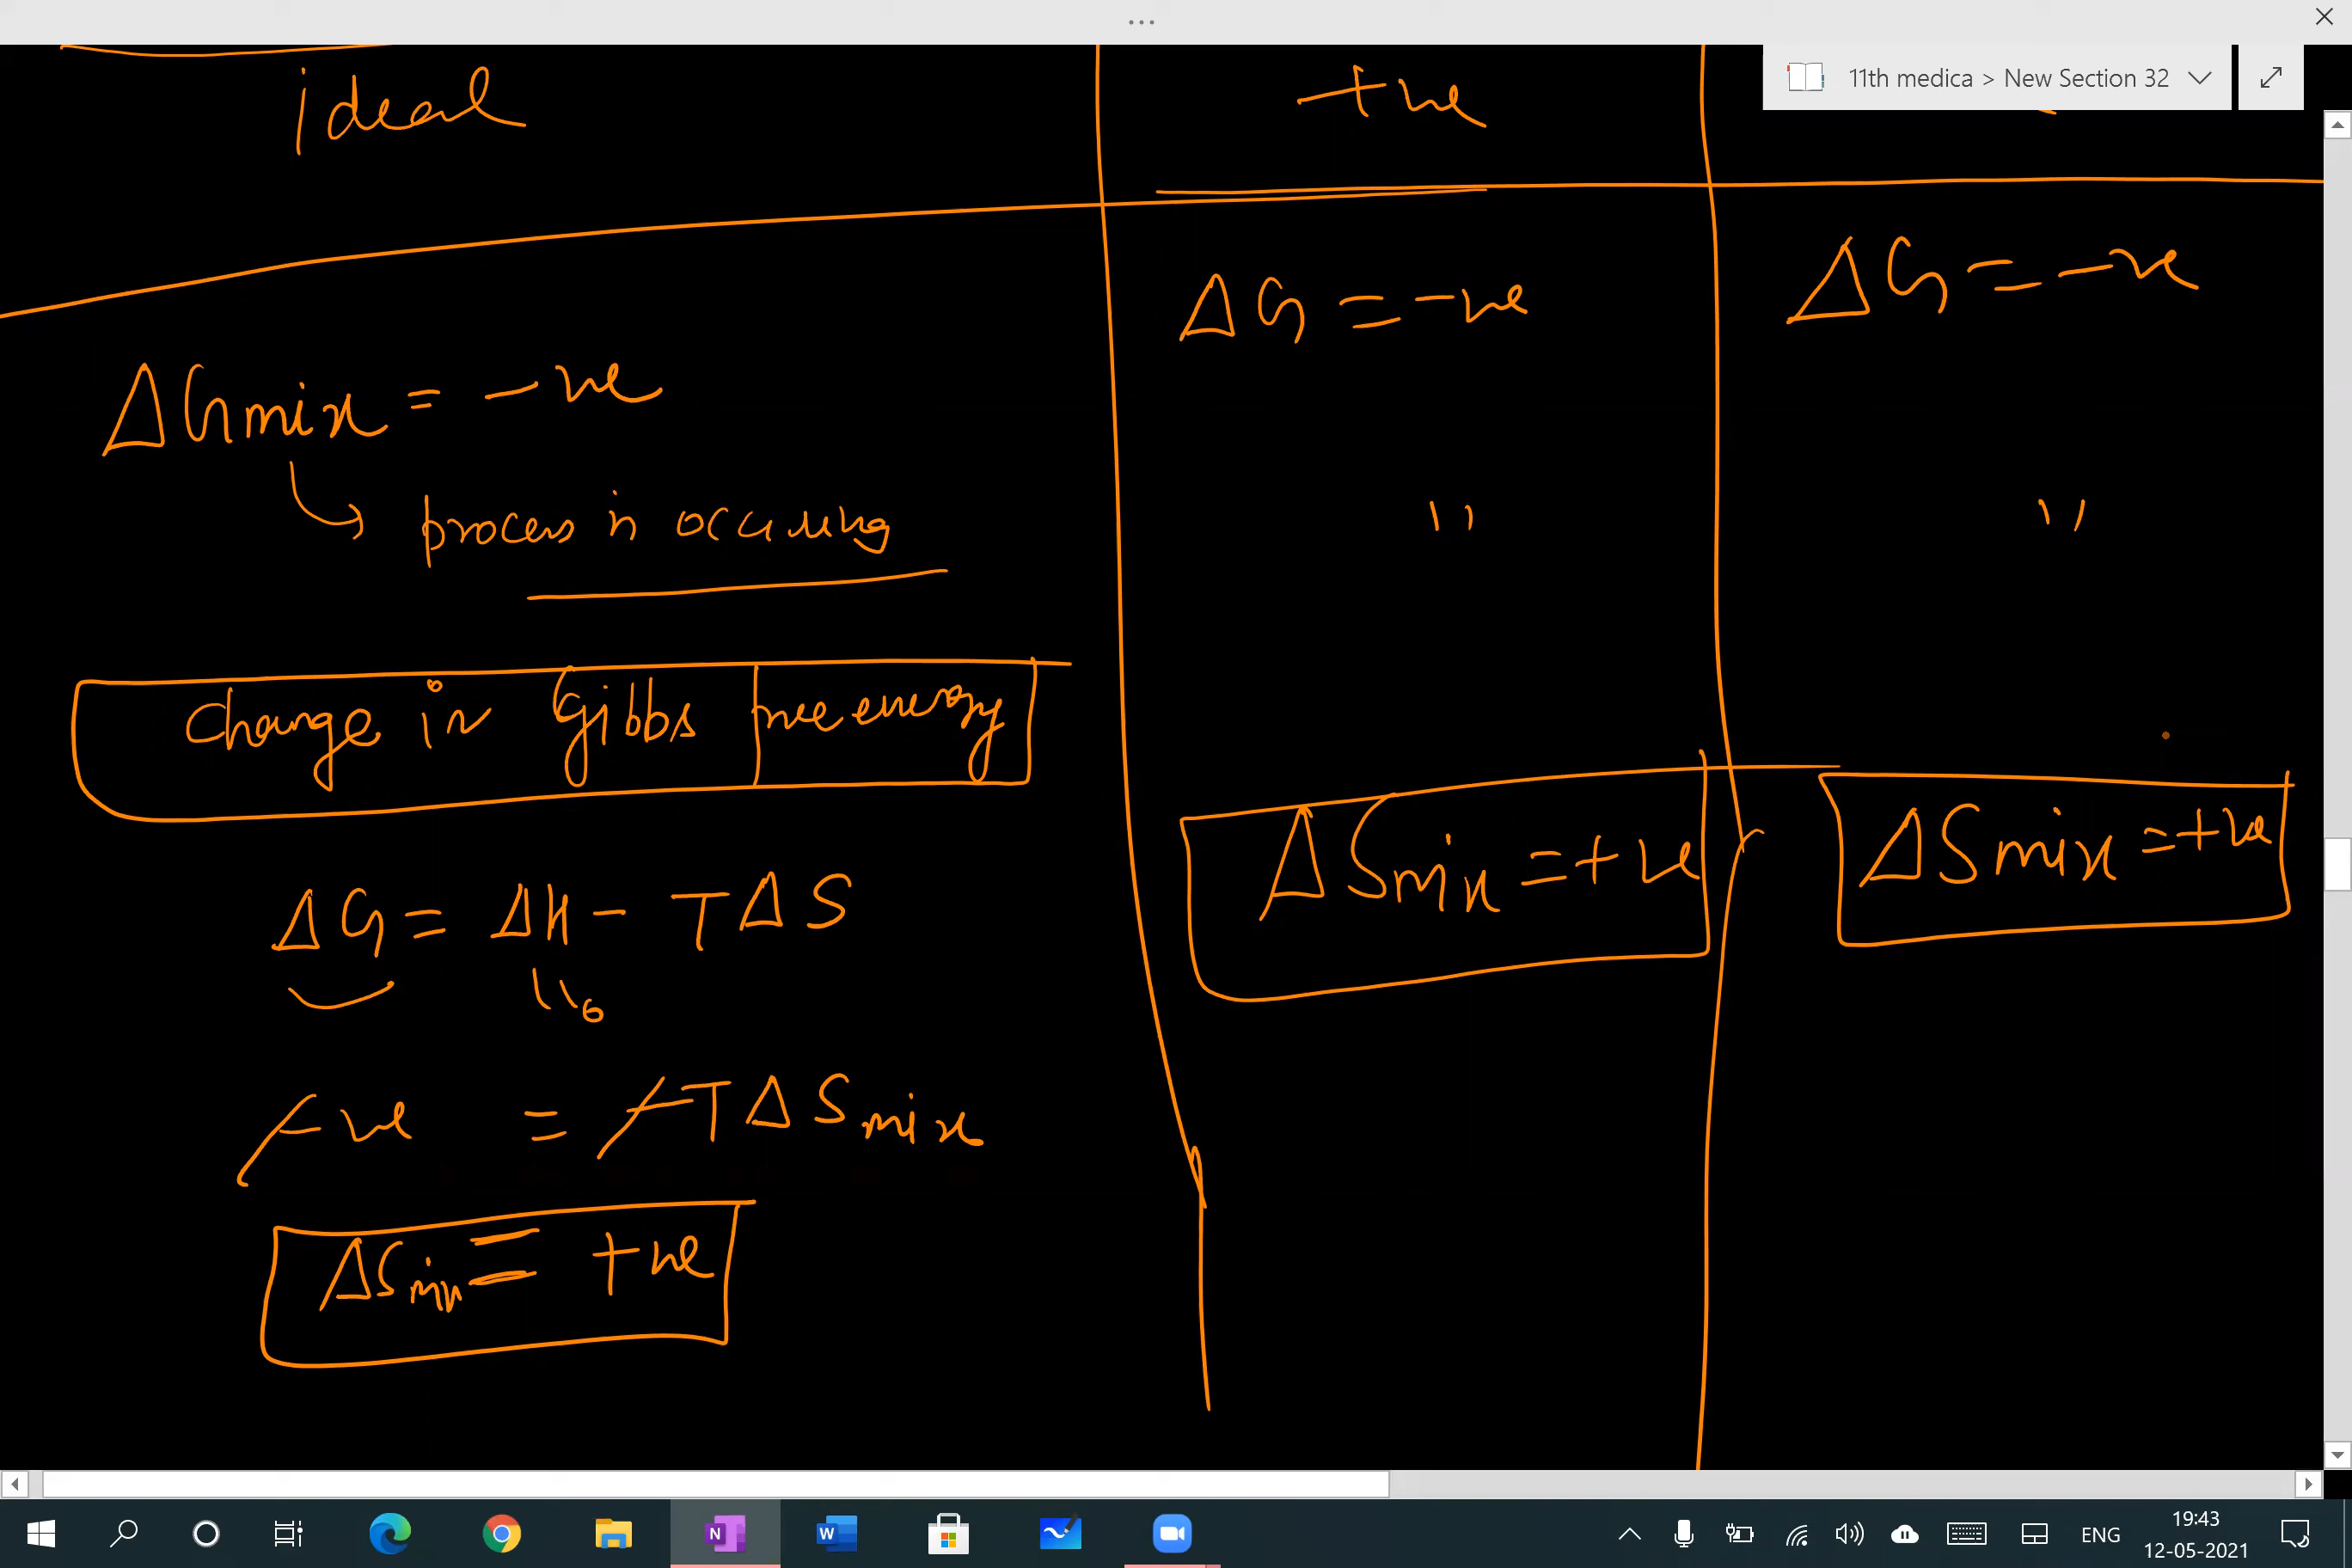 ...
11th medica > New Section 32
ideal
+ve
ΔGmix = -ve
process is occurring
Change in Gibbs free energy
ΔG = ΔH - TΔS
-ve = -TΔSmix
ΔSmix = +ve
ΔG = -ve
"
ΔSmix = +ve
ΔG = -ve
"
ΔSmix = +ve
ENG
19:43
12-05-2021